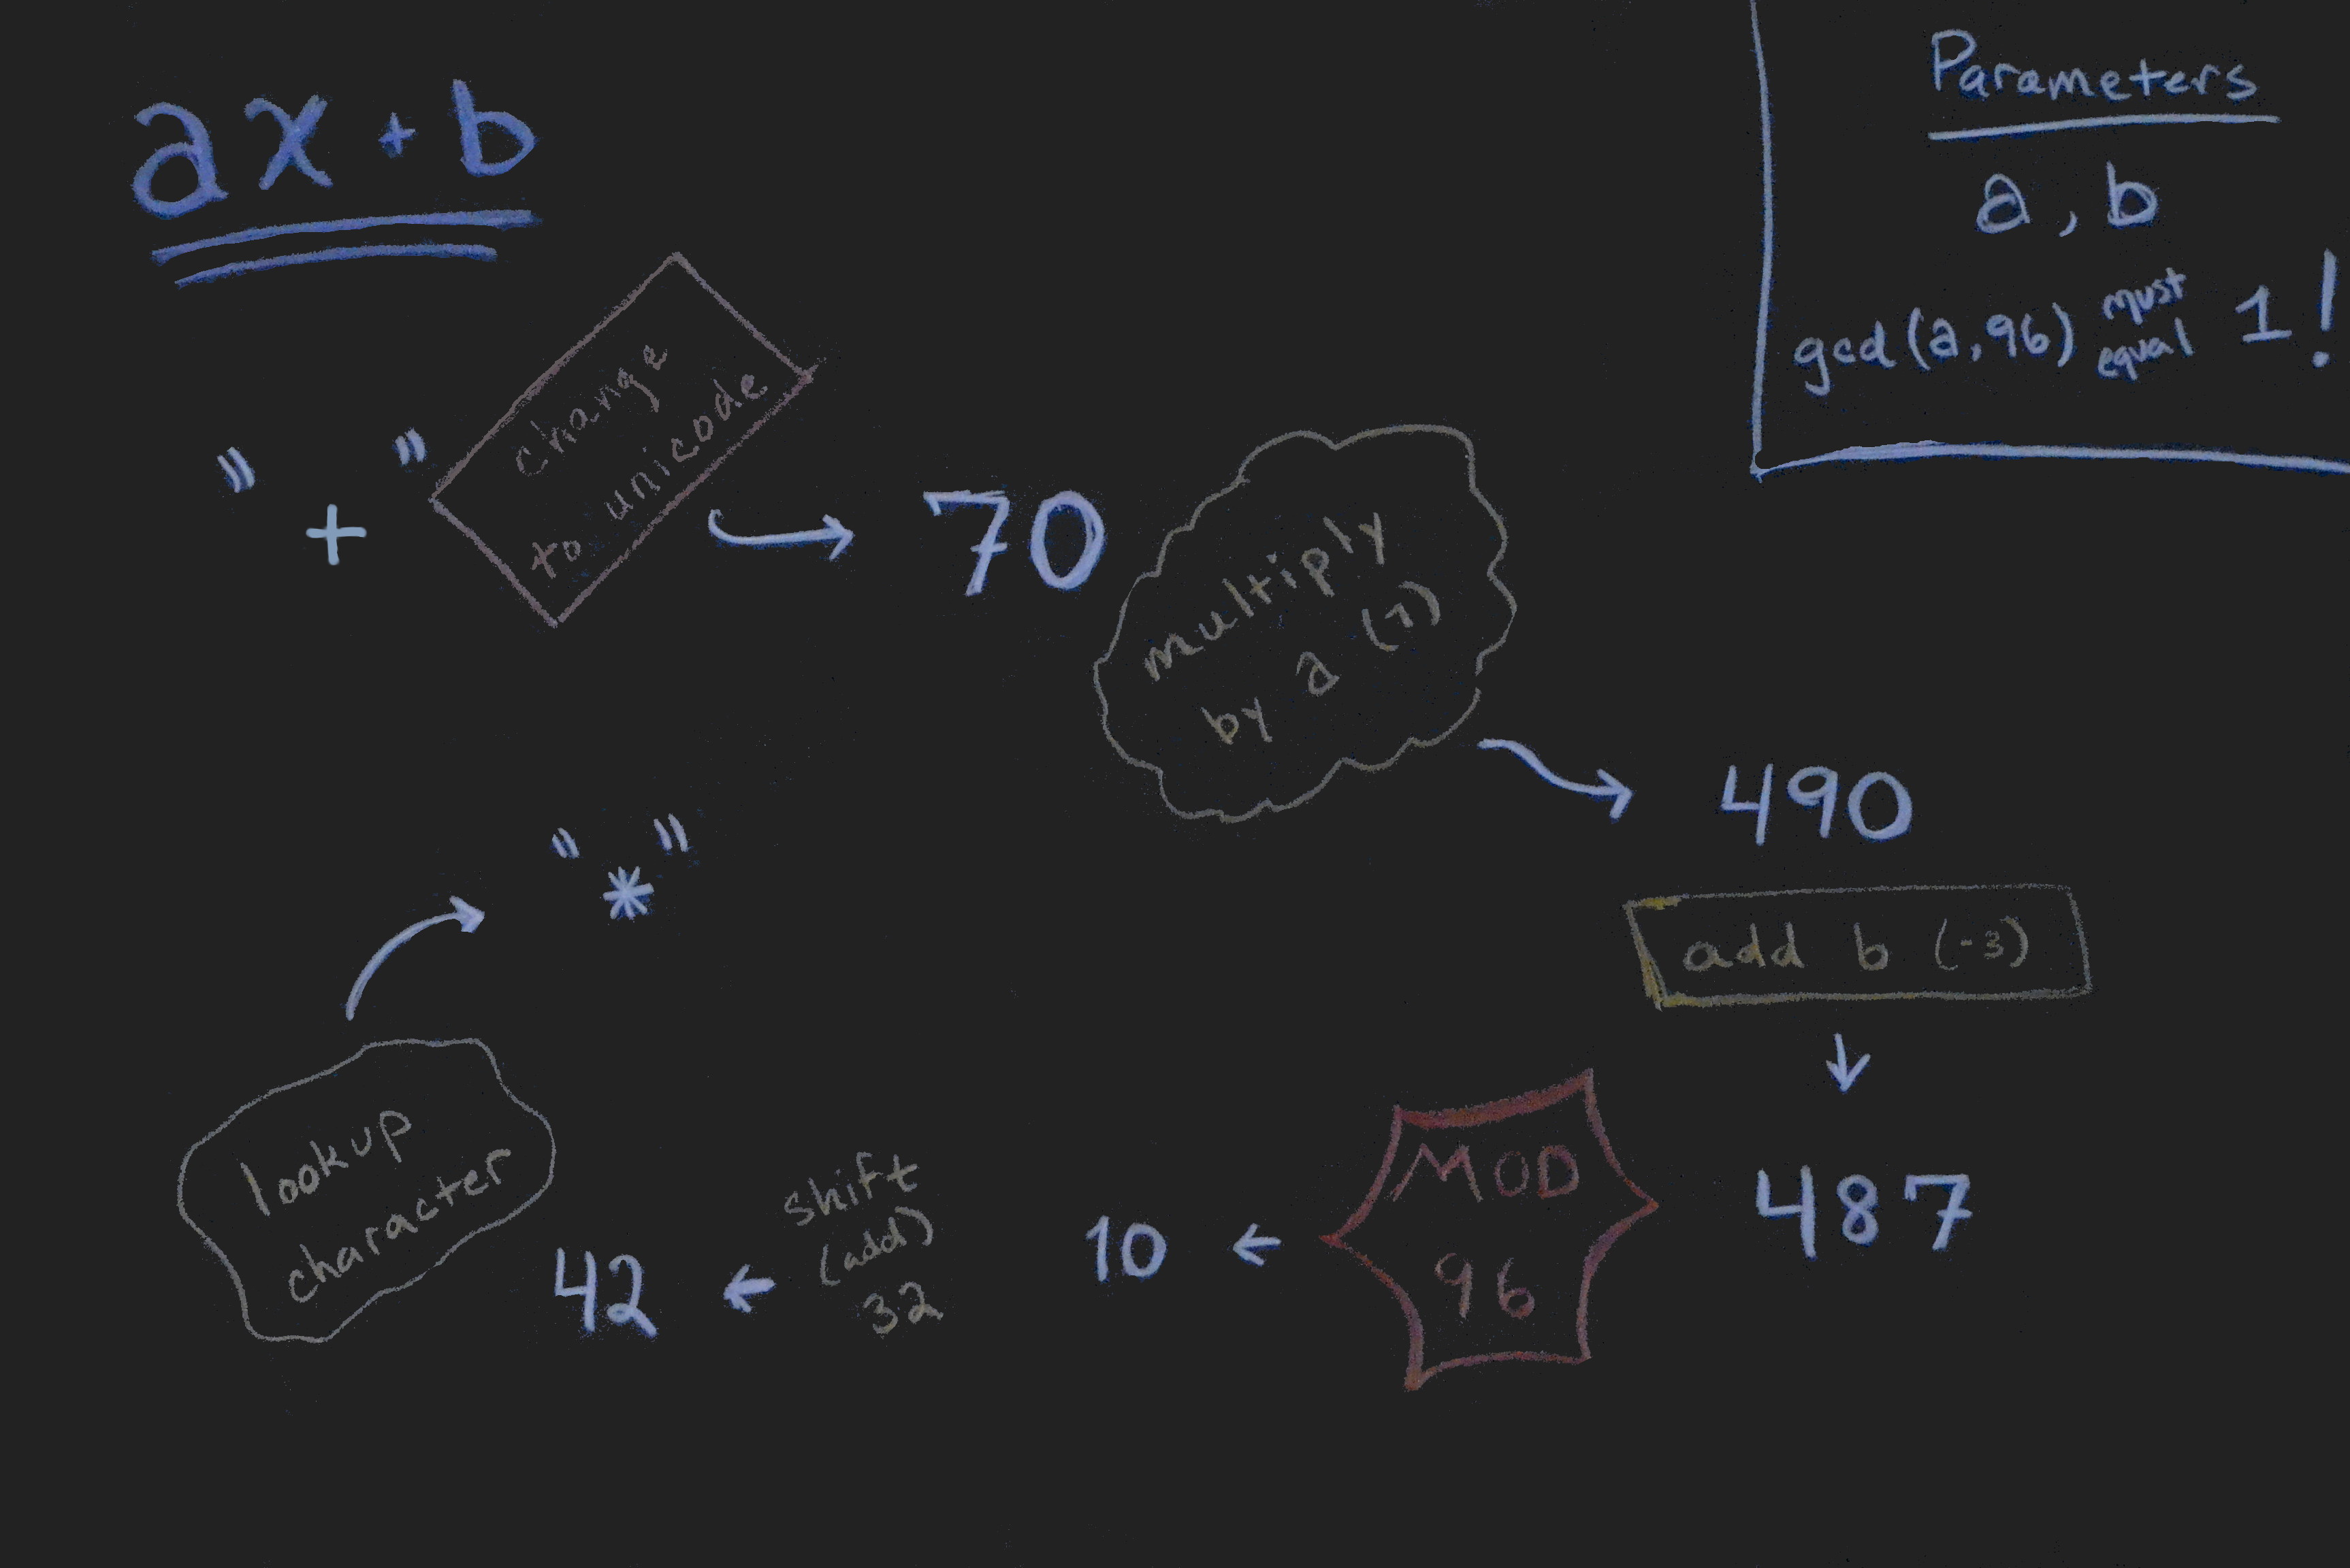 ax + b
Parameters
a, b
gcd(a,96) must equal 1!
"+"
change
to unicode
70
multiply
by a (7)
490
add b (-3)
487
MOD
96
10
shift
(add)
32
42
lookup
character
"*"